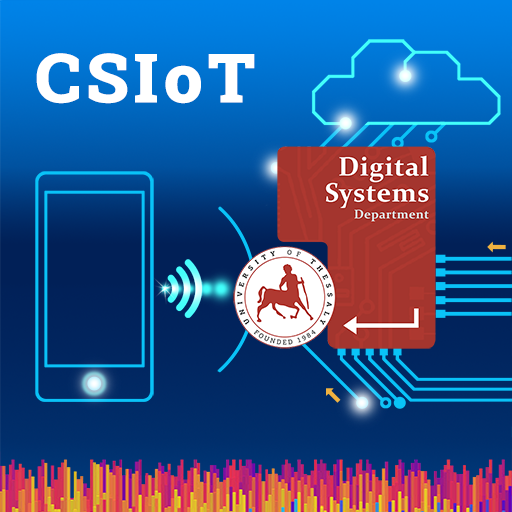 CSIoT
Digital
Systems
Department
UNIVERSITY OF THESSALY
FOUNDED 1984